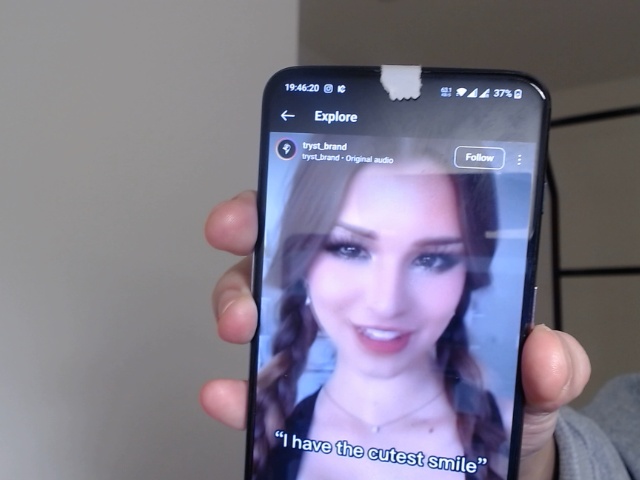 19:46:20
37%
Explore
tryst_brand
tryst_brand · Original audio
Follow
“I have the cutest smile”